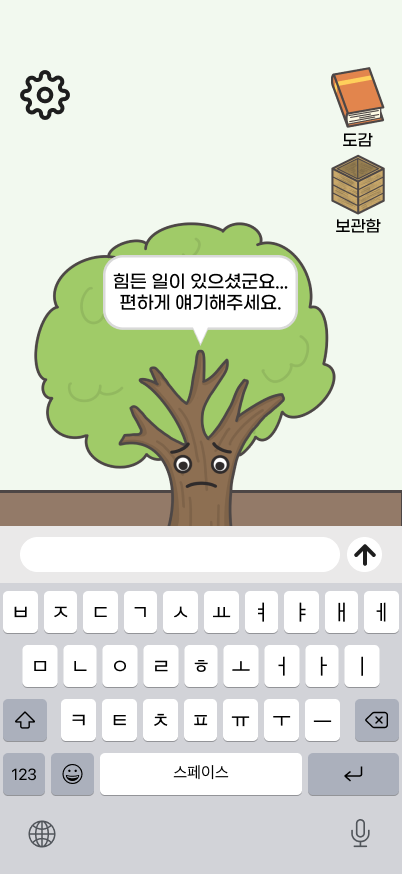 도감
보관함
힘든 일이 있으셨군요...
편하게 얘기해주세요.
ㅂ ㅈ ㄷ ㄱ ㅅ ㅛ ㅕ ㅑ ㅐ ㅔ
ㅁ ㄴ ㅇ ㄹ ㅎ ㅗ ㅓ ㅏ ㅣ
ㅋ ㅌ ㅊ ㅍ ㅠ ㅜ ㅡ
123 스페이스